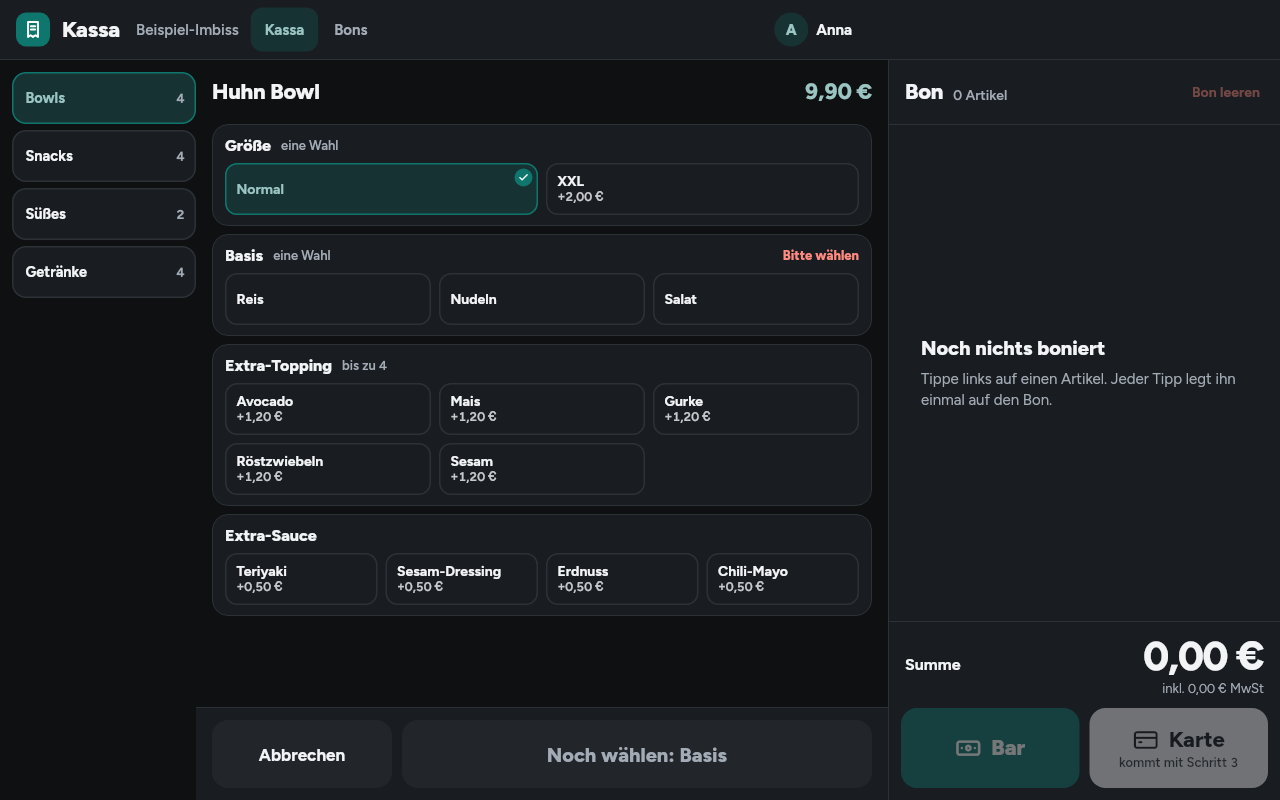 Kassa
Beispiel-Imbiss
Kassa
Bons
A
Anna
Bowls 4
Snacks 4
Süßes 2
Getränke 4
Huhn Bowl 9,90 €
Größe eine Wahl
Normal
XXL
+2,00 €
Basis eine Wahl Bitte wählen
Reis
Nudeln
Salat
Extra-Topping bis zu 4
Avocado
+1,20 €
Mais
+1,20 €
Gurke
+1,20 €
Röstzwiebeln
+1,20 €
Sesam
+1,20 €
Extra-Sauce
Teriyaki
+0,50 €
Sesam-Dressing
+0,50 €
Erdnuss
+0,50 €
Chili-Mayo
+0,50 €
Abbrechen
Noch wählen: Basis
Bon 0 Artikel Bon leeren
Noch nichts boniert
Tippe links auf einen Artikel. Jeder Tipp legt ihn
einmal auf den Bon.
Summe 0,00 €
inkl. 0,00 € MwSt
Bar
Karte
kommt mit Schritt 3